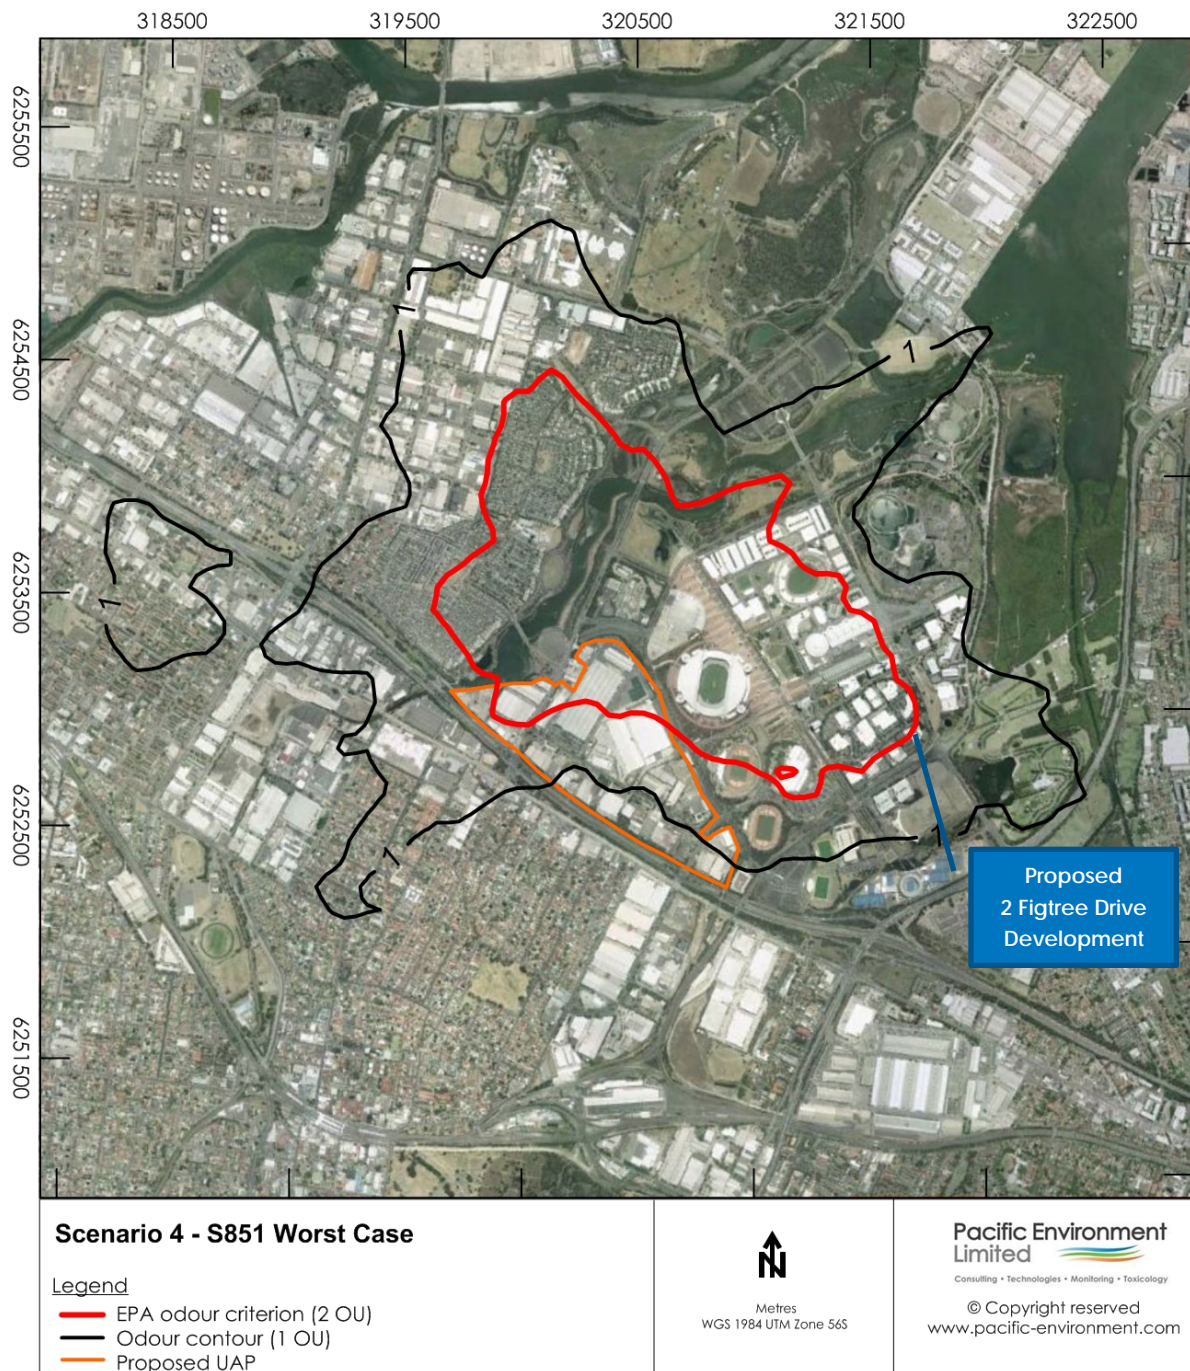 318500 319500 320500 321500 322500
6255500
6254500
6253500
6252500
6251500
1
1
1
1
1
Proposed
2 Figtree Drive
Development
Scenario 4 - S851 Worst Case
Legend
EPA odour criterion (2 OU)
Odour contour (1 OU)
Proposed UAP
N
Metres
WGS 1984 UTM Zone 56S
Pacific Environment
Limited
Consulting • Technologies • Monitoring • Toxicology
© Copyright reserved
www.pacific-environment.com